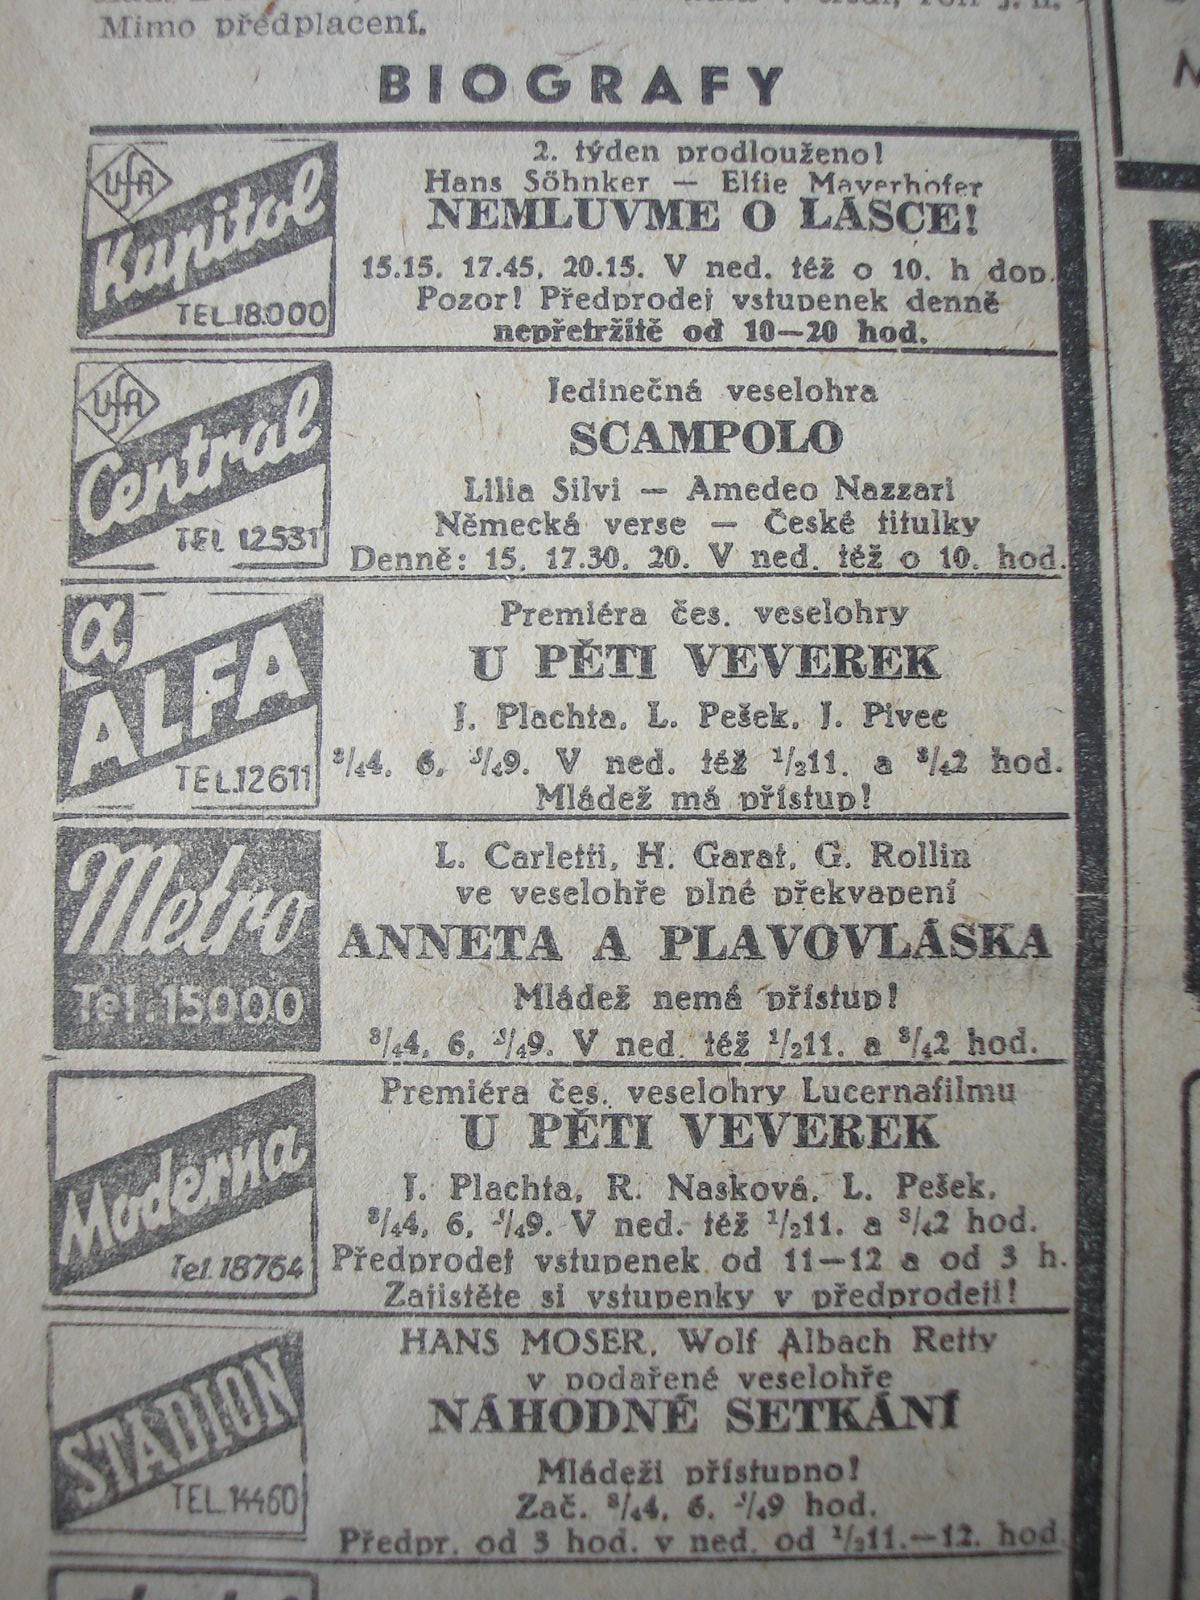 Mimo předplacení.
BIOGRAFY
UfA
Kapitol
TEL.18.000
2. týden prodlouženo!
Hans Söhnker — Elfie Mayerhofer
NEMLUVME O LÁSCE!
15.15, 17.45, 20.15. V ned. též o 10. h dop.
Pozor! Předprodej vstupenek denně
nepřetržitě od 10—20 hod.
UfA
Central
TEL 12531
Jedinečná veselohra
SCAMPOLO
Lilia Silvi — Amedeo Nazzari
Německá verse — České titulky
Denně: 15, 17.30, 20. V ned. též o 10. hod.
α
ALFA
TEL.12611
Premiéra čes. veselohry
U PĚTI VEVEREK
J. Plachta, L. Pešek, J. Pivec
3/44, 6, 1/49. V ned. též 1/211. a 3/42 hod.
Mládež má přístup!
Metro
Tel.15000
L. Carletti, H. Garat, G. Rollin
ve veselohře plné překvapení
ANNETA A PLAVOVLÁSKA
Mládež nemá přístup!
3/44, 6, 1/49. V ned. též 1/211. a 3/42 hod.
Moderna
Tel.18754
Premiéra čes. veselohry Lucernafilmu
U PĚTI VEVEREK
J. Plachta, R. Nasková, L. Pešek,
3/44, 6, 1/49. V ned. též 1/211. a 3/42 hod.
Předprodej vstupenek od 11—12 a od 3 h.
Zajistěte si vstupenky v předprodeji!
STADION
TEL.14460
HANS MOSER, Wolf Albach Retty
v podařené veselohře
NÁHODNÉ SETKÁNÍ
Mládeži přístupno!
Zač. 3/44, 6, 1/49 hod.
Předpr. od 3 hod. v ned. od 1/211.—12. hod